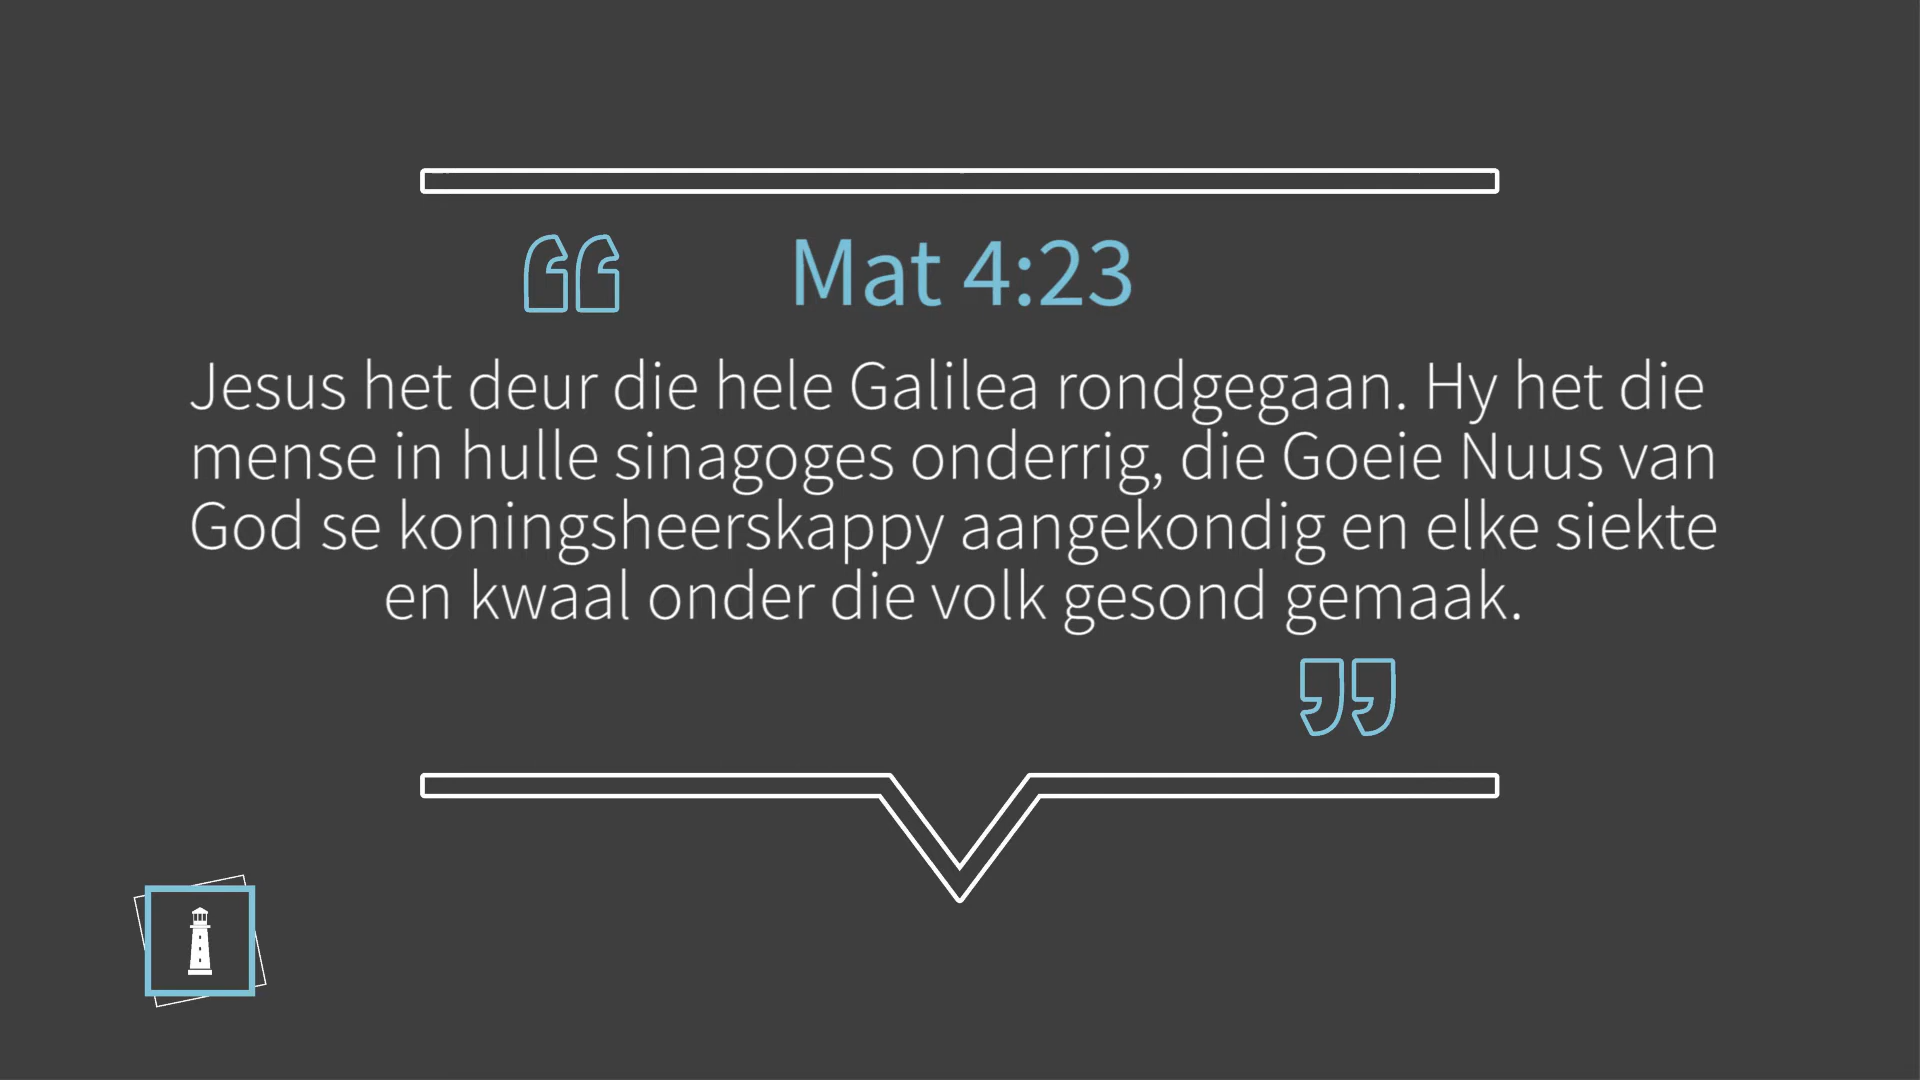 Mat 4:23
Jesus het deur die hele Galilea rondgegaan. Hy het die
mense in hulle sinagoges onderrig, die Goeie Nuus van
God se koningsheerskappy aangekondig en elke siekte
en kwaal onder die volk gesond gemaak.